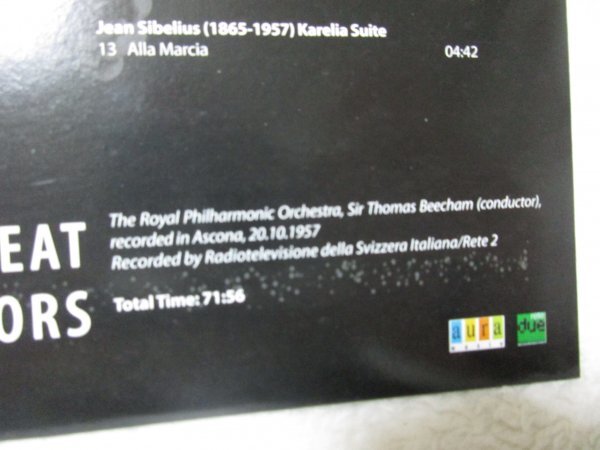 Jean Sibelius (1865-1957) Karelia Suite
13 Alla Marcia 04:42
The Royal Philharmonic Orchestra, Sir Thomas Beecham (conductor),
recorded in Ascona, 20.10.1957
Recorded by Radiotelevisione della Svizzera Italiana/Rete 2
EAT
ORS
Total Time: 71:56
aura
due